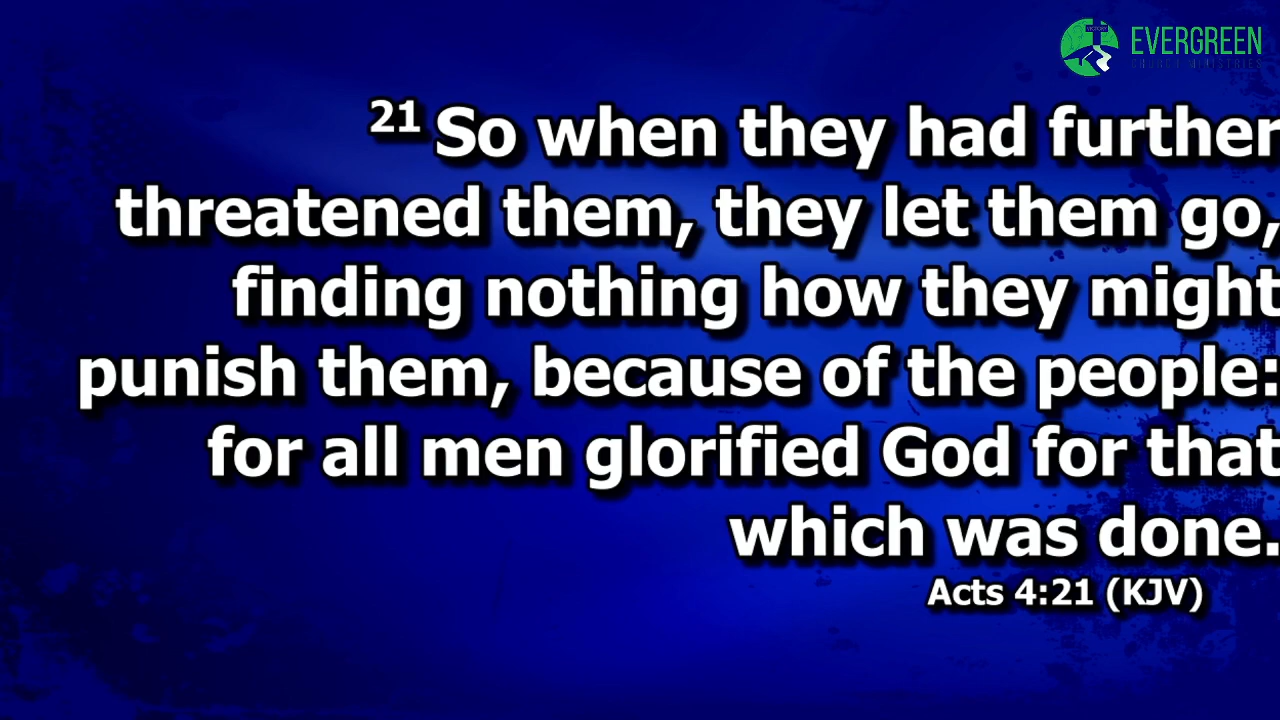 EVERGREEN
CHURCH MINISTRIES
21 So when they had further
threatened them, they let them go,
finding nothing how they might
punish them, because of the people:
for all men glorified God for that
which was done.
Acts 4:21 (KJV)